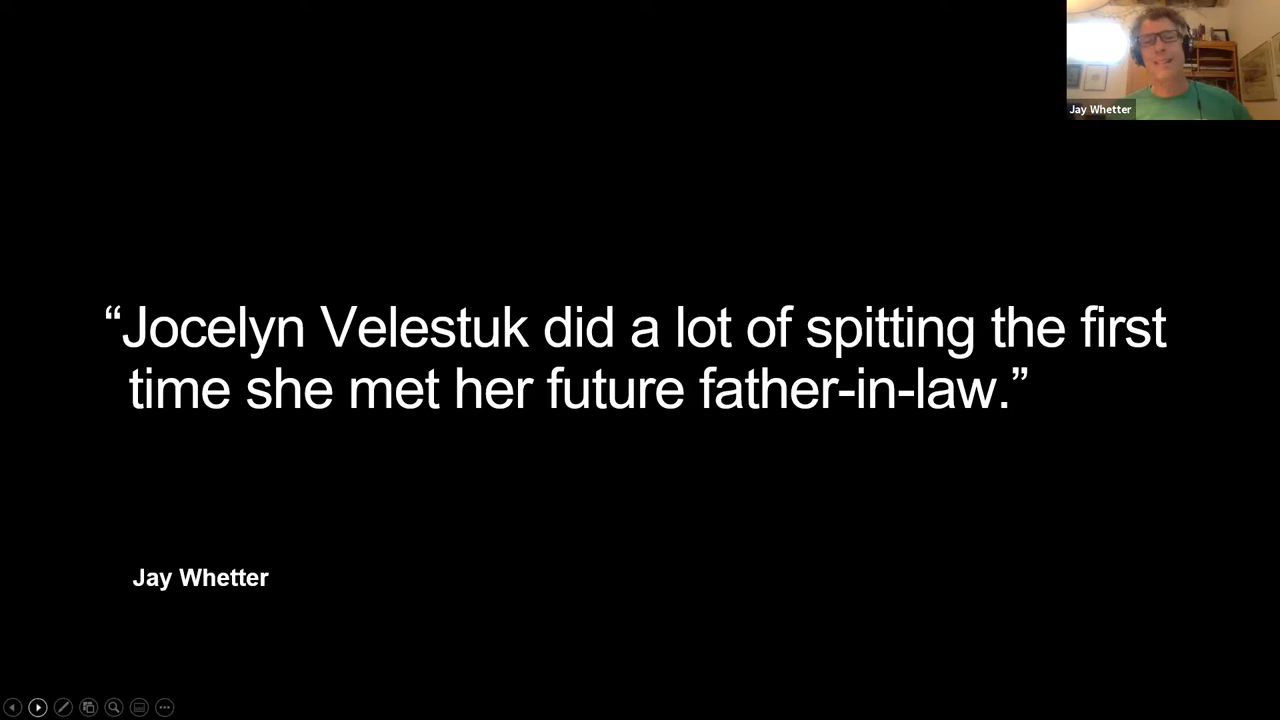 Jay Whetter
“Jocelyn Velestuk did a lot of spitting the first
time she met her future father-in-law.”
Jay Whetter